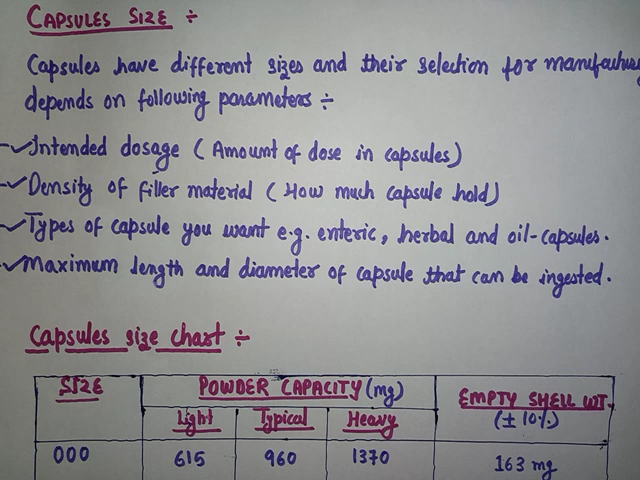 CAPSULES SIZE ÷
Capsules have different sizes and their selection for manufacturing
depends on following parameters ÷
✓Intended dosage (Amount of dose in capsules)
✓Density of filler material (How much capsule hold)
✓Types of capsule you want e.g. enteric, herbal and oil-capsules.
✓Maximum length and diameter of capsule that can be ingested.
Capsules size chart ÷
SIZE POWDER CAPACITY (mg) EMPTY SHELL WT.
Light Typical Heavy (± 10%)
000 615 960 1370 163 mg